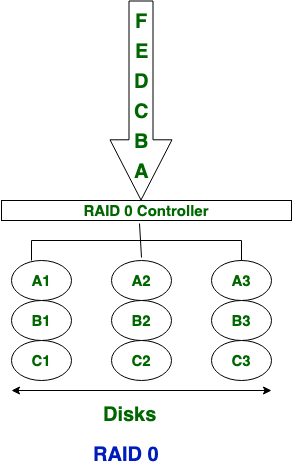 F
E
D
C
B
A
RAID 0 Controller
A1 A2 A3
B1 B2 B3
C1 C2 C3
Disks
RAID 0